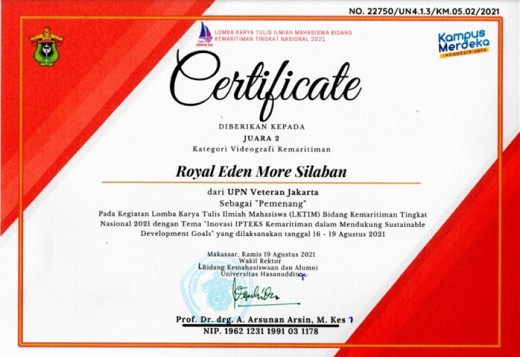 NO. 22750/UN4.1.3/KM.05.02/2021
LOMBA KARYA TULIS ILMIAH MAHASISWA BIDANG
KEMARITIMAN TINGKAT NASIONAL 2021
Kampus
Merdeka
INDONESIA JAYA
Certificate
DIBERIKAN KEPADA
JUARA 2
Kategori Videografi Kemaritiman
Royal Eden More Silaban
dari UPN Veteran Jakarta
Sebagai "Pemenang"
Pada Kegiatan Lomba Karya Tulis Ilmiah Mahasiswa (LKTIM) Bidang Kemaritiman Tingkat
Nasional 2021 dengan Tema "Inovasi IPTEKS Kemaritiman dalam Mendukung Sustainable
Development Goals" yang dilaksanakan tanggal 16 - 19 Agustus 2021
Makassar, Kamis 19 Agustus 2021
Wakil Rektor
Bidang Kemahasiswaan dan Alumni
Universitas Hasanuddin
Prof. Dr. drg. A. Arsunan Arsin, M. Kes
NIP. 1962 1231 1991 03 1178